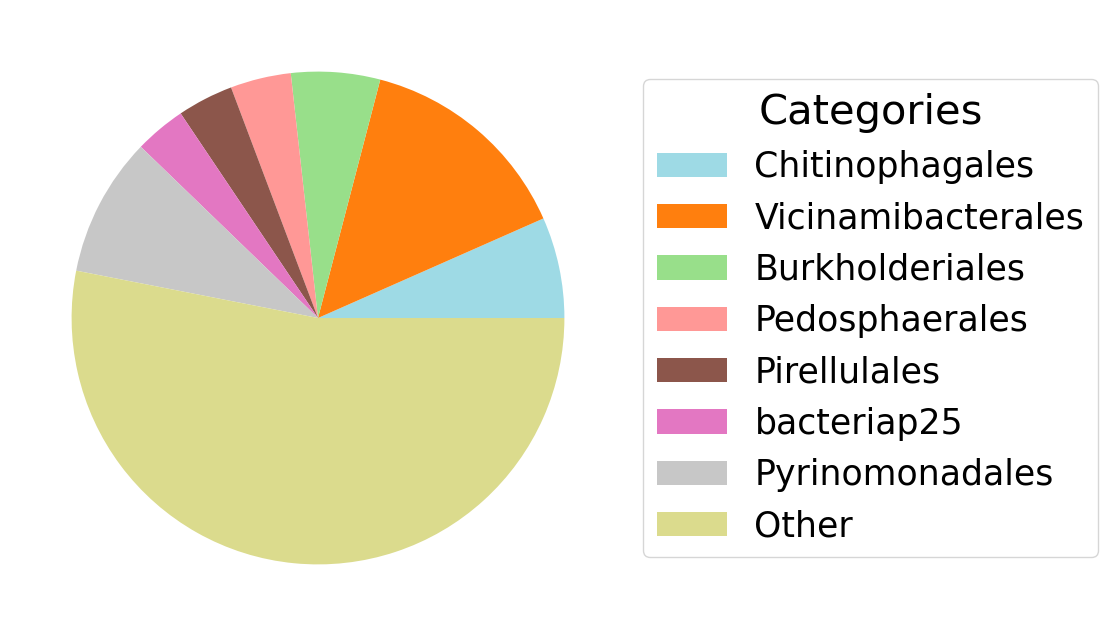 Categories
Chitinophagales
Vicinamibacterales
Burkholderiales
Pedosphaerales
Pirellulales
bacteriap25
Pyrinomonadales
Other